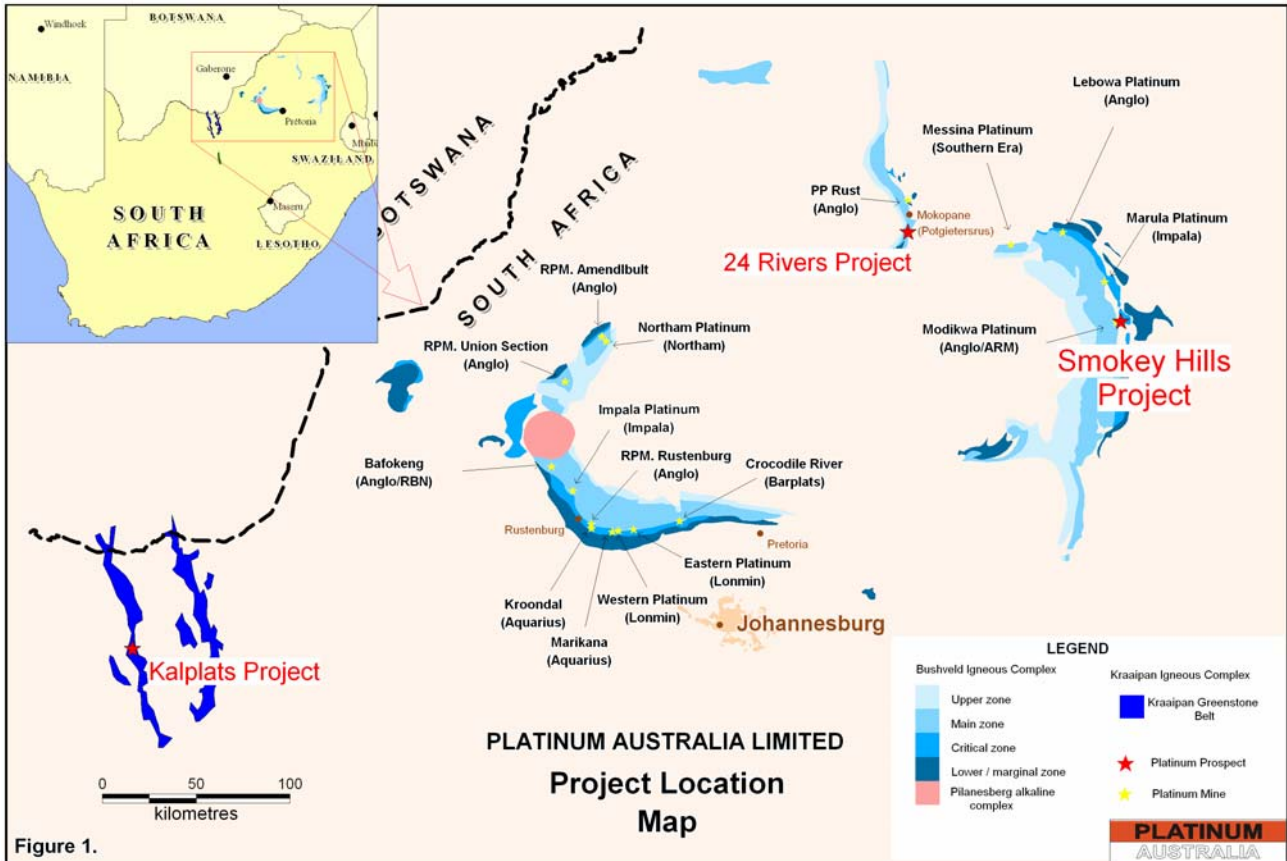 Windhoek
BOTSWANA
NAMIBIA
Gaberone
Pretoria
SWAZILAND
SOUTH
AFRICA
Maseru
LESOTHO
BOTSWANA
SOUTH AFRICA
Lebowa Platinum
(Anglo)
Messina Platinum
(Southern Era)
PP Rust
(Anglo)
Mokopane
(Potgietersrus)
Marula Platinum
(Impala)
24 Rivers Project
RPM. Amendlbult
(Anglo)
Northam Platinum
(Northam)
RPM. Union Section
(Anglo)
Modikwa Platinum
(Anglo/ARM)
Smokey Hills
Project
Impala Platinum
(Impala)
RPM. Rustenburg
(Anglo)
Bafokeng
(Anglo/RBN)
Crocodile River
(Barplats)
Rustenburg
Pretoria
Eastern Platinum
(Lonmin)
Kroondal
(Aquarius)
Western Platinum
(Lonmin)
Marikana
(Aquarius)
Johannesburg
Kalplats Project
LEGEND
Bushveld Igneous Complex
Upper zone
Main zone
Critical zone
Lower / marginal zone
Pilanesberg alkaline
complex
Kraaipan Igneous Complex
Kraaipan Greenstone
Belt
Platinum Prospect
Platinum Mine
PLATINUM AUSTRALIA LIMITED
Project Location
Map
0 50 100
kilometres
Figure 1.
PLATINUM
AUSTRALIA